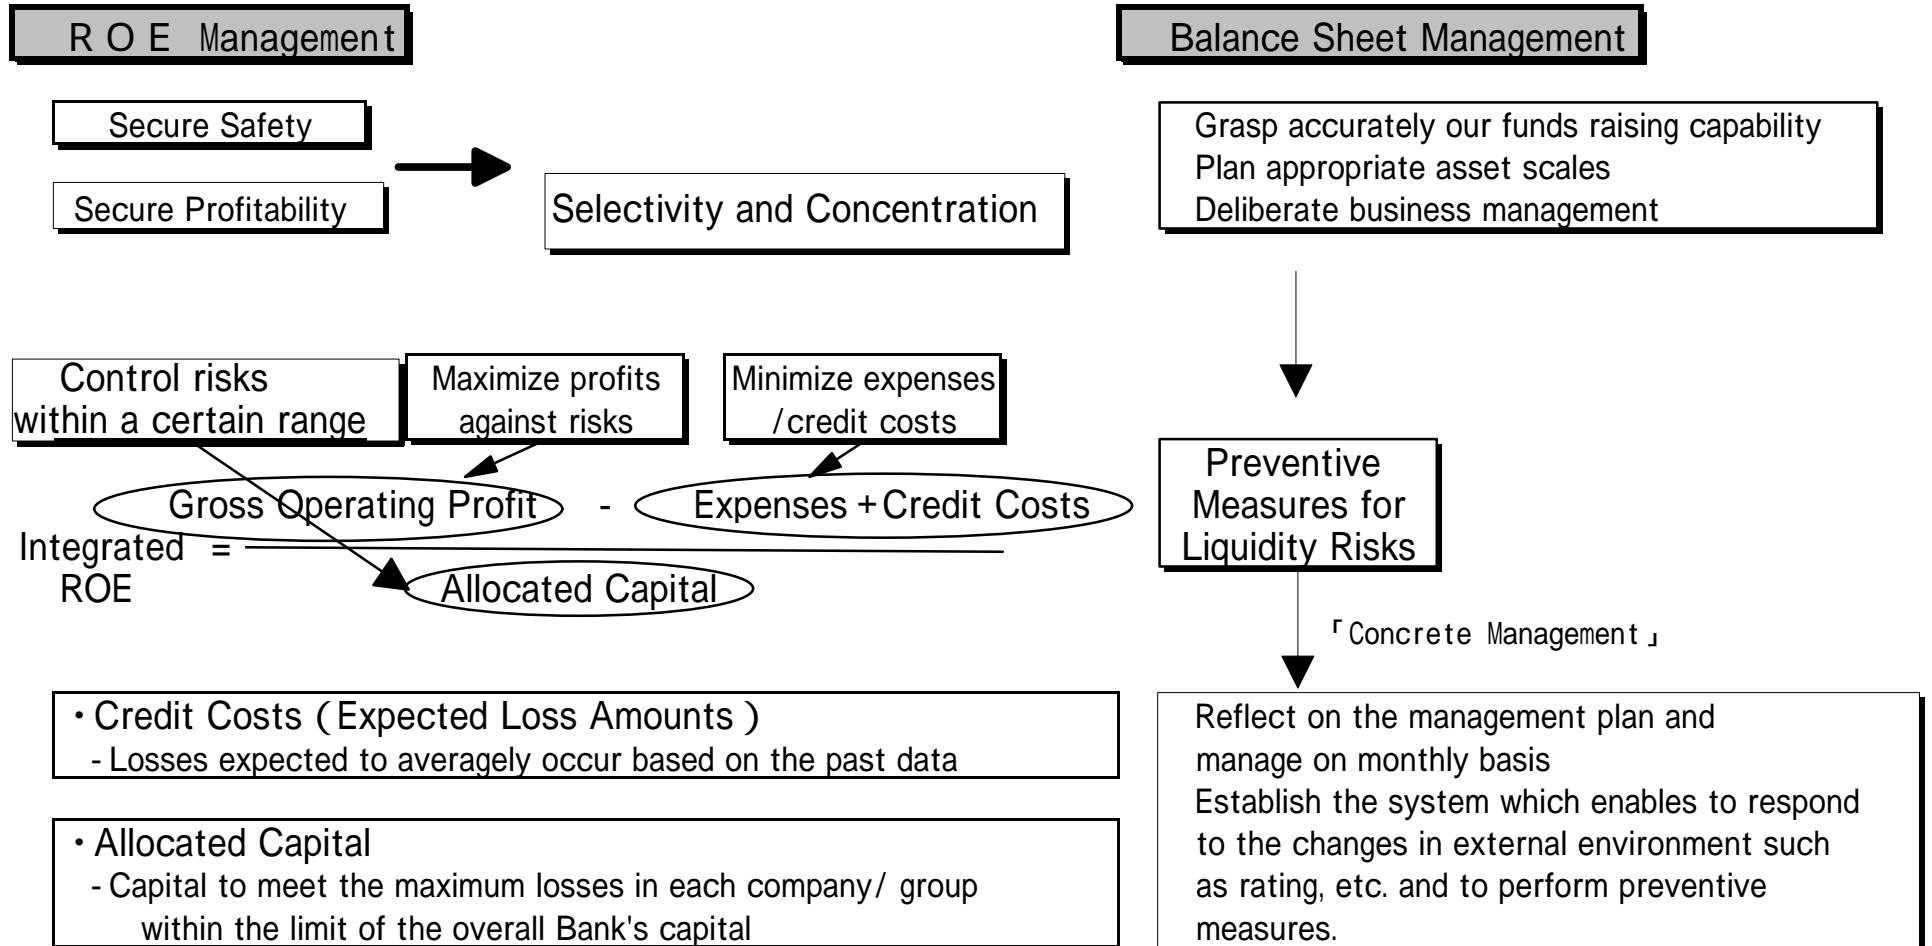 ROE Management
Secure Safety
Secure Profitability
Selectivity and Concentration
Control risks
within a certain range
Maximize profits
against risks
Minimize expenses
/credit costs
Gross Operating Profit - Expenses+Credit Costs
Integrated =
ROE
Allocated Capital
・Credit Costs (Expected Loss Amounts)
- Losses expected to averagely occur based on the past data
・Allocated Capital
- Capital to meet the maximum losses in each company/ group
within the limit of the overall Bank's capital
Balance Sheet Management
Grasp accurately our funds raising capability
Plan appropriate asset scales
Deliberate business management
Preventive
Measures for
Liquidity Risks
「Concrete Management」
Reflect on the management plan and
manage on monthly basis
Establish the system which enables to respond
to the changes in external environment such
as rating, etc. and to perform preventive
measures.